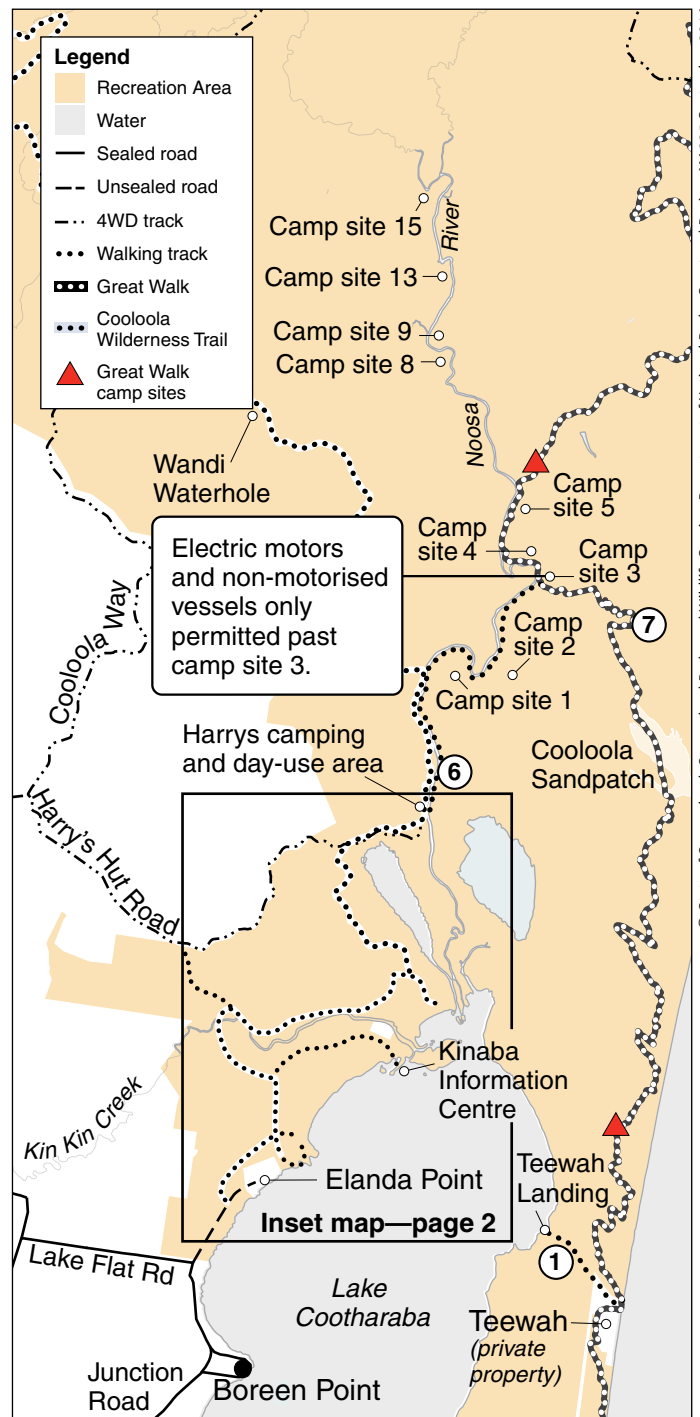 Legend
Recreation Area
Water
Sealed road
Unsealed road
4WD track
Walking track
Great Walk
Cooloola
Wilderness Trail
Great Walk
camp sites
River
Camp site 15
Camp site 13
Camp site 9
Camp site 8
Noosa
Wandi
Waterhole
Camp
site 5
Camp
site 4
Camp
site 3
Electric motors
and non-motorised
vessels only
permitted past
camp site 3.
7
Camp
site 2
Camp site 1
Cooloola Way
Harrys camping
and day-use area
6
Cooloola
Sandpatch
Harry's Hut Road
Kinaba
Information
Centre
Kin Kin Creek
Elanda Point
Teewah
Landing
Inset map—page 2
1
Lake Flat Rd
Lake
Cootharaba
Teewah
(private
property)
Junction
Road
Boreen Point